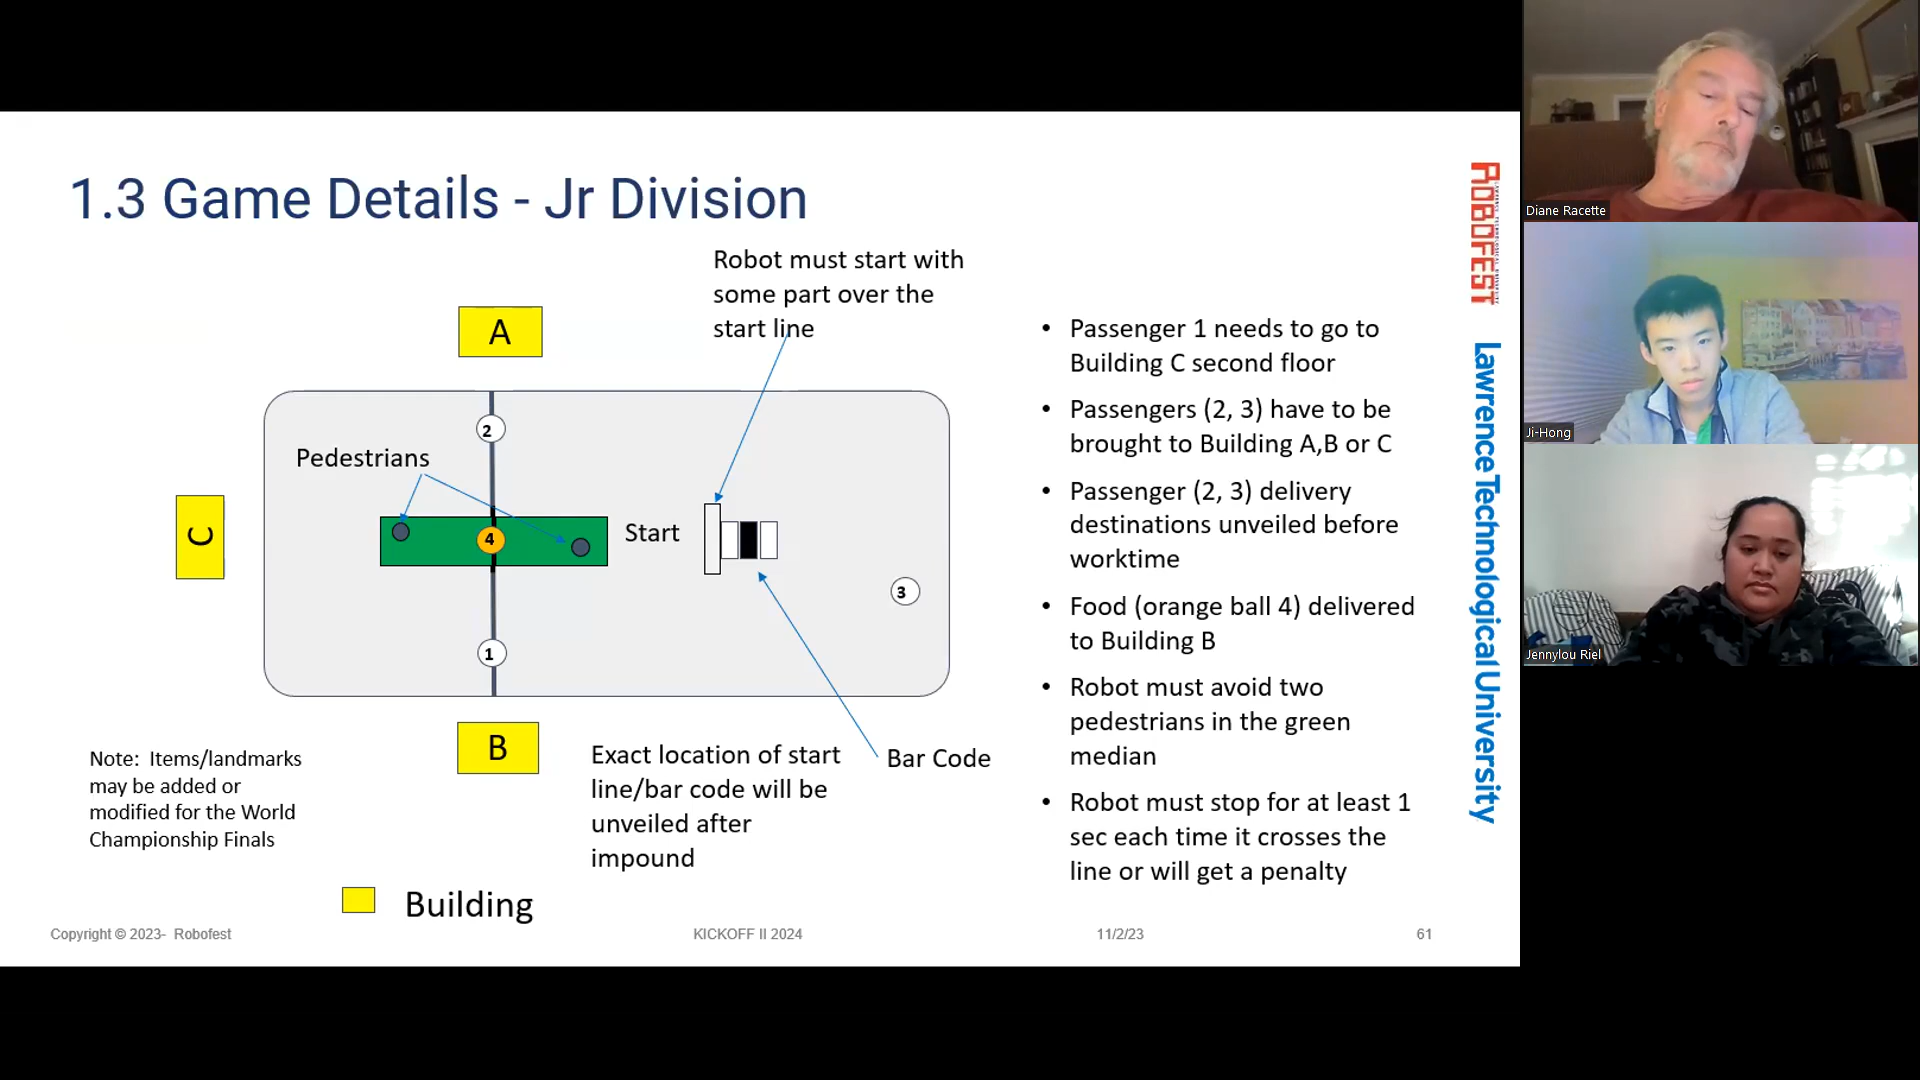 1.3 Game Details - Jr Division
Robot must start with
some part over the
start line
A
2
Pedestrians
C
4
Start
3
1
B
Exact location of start
line/bar code will be
unveiled after
impound
Bar Code
Note: Items/landmarks
may be added or
modified for the World
Championship Finals
Building
• Passenger 1 needs to go to
Building C second floor
• Passengers (2, 3) have to be
brought to Building A,B or C
• Passenger (2, 3) delivery
destinations unveiled before
worktime
• Food (orange ball 4) delivered
to Building B
• Robot must avoid two
pedestrians in the green
median
• Robot must stop for at least 1
sec each time it crosses the
line or will get a penalty
Copyright © 2023- Robofest
KICKOFF II 2024
11/2/23
61
ROBOFEST
Lawrence Technological University
Diane Racette
Ji-Hong
Jennylou Riel